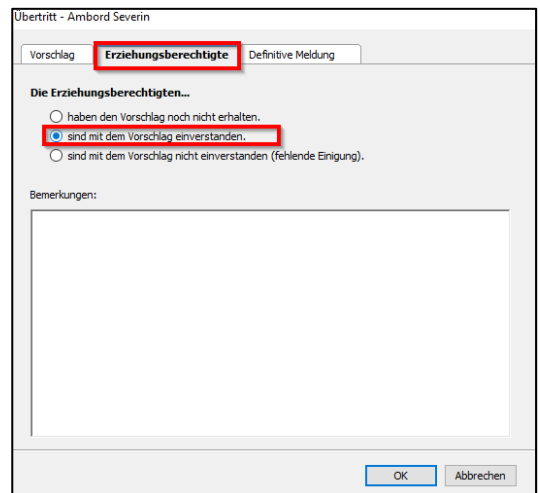 Übertritt - Ambord Severin
Vorschlag Erziehungsberechtigte Definitive Meldung
Die Erziehungsberechtigten...
haben den Vorschlag noch nicht erhalten.
sind mit dem Vorschlag einverstanden.
sind mit dem Vorschlag nicht einverstanden (fehlende Einigung).
Bemerkungen:
OK Abbrechen